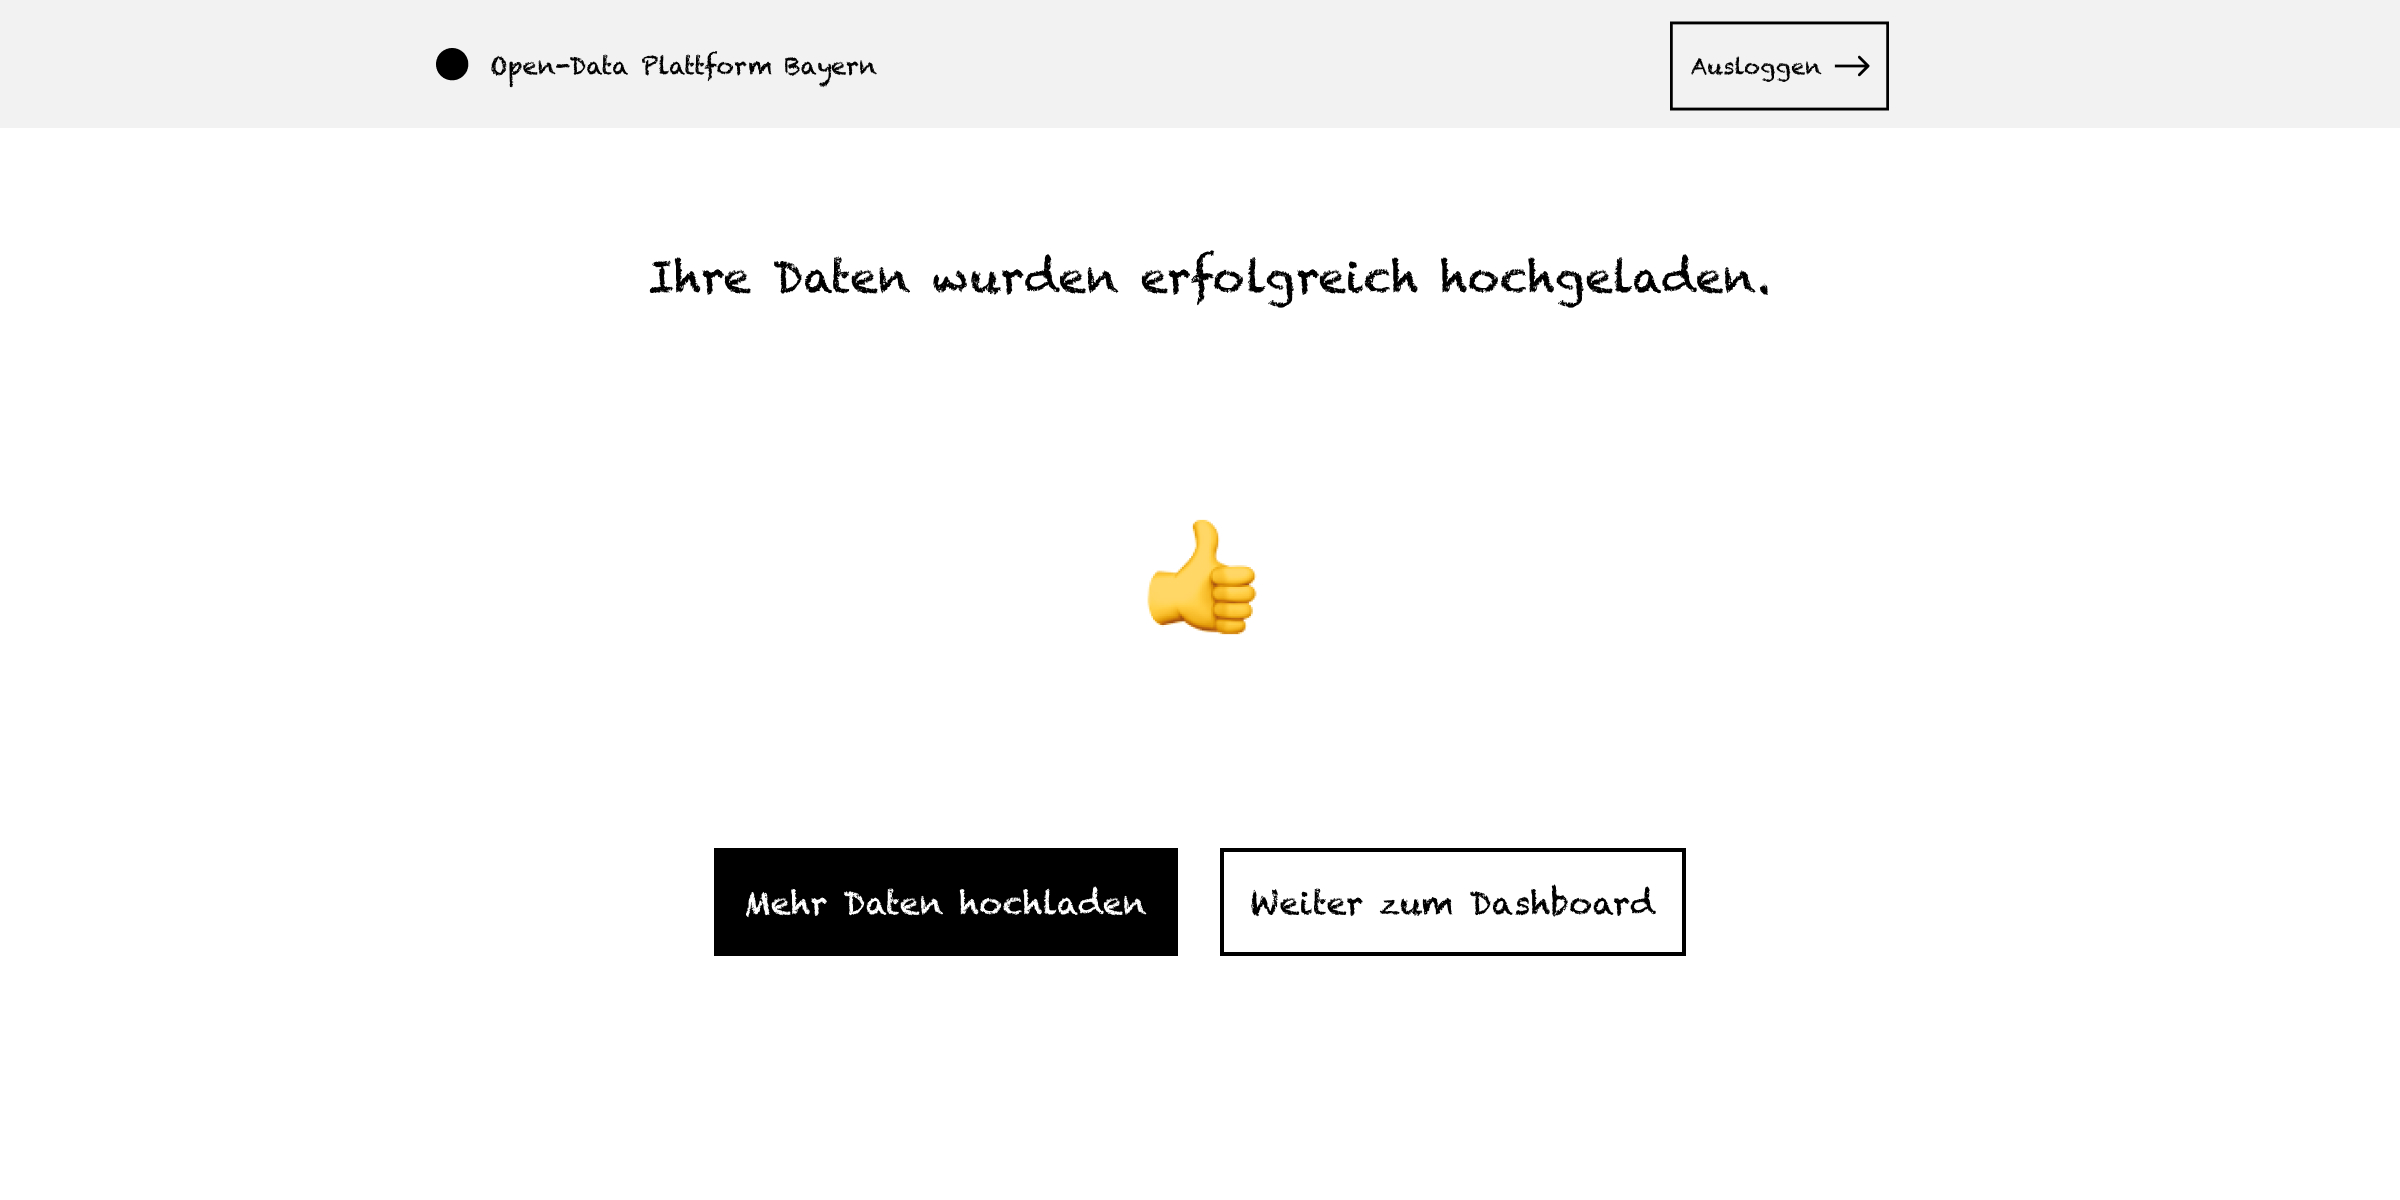 Open-Data Plattform Bayern
Ausloggen →
Ihre Daten wurden erfolgreich hochgeladen.
Mehr Daten hochladen
Weiter zum Dashboard